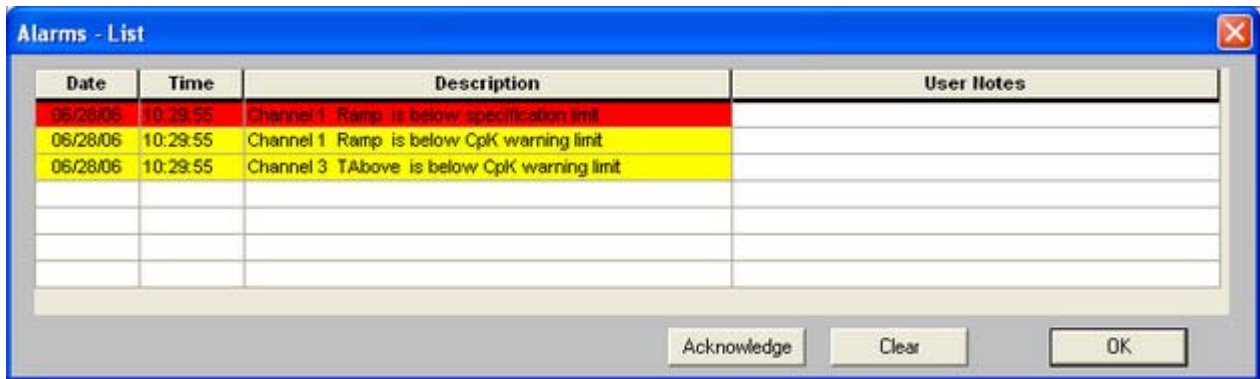 Alarms - List
Date Time Description User Notes
06/28/06 10:29:55 Channel 1 Ramp is below specification limit
06/28/06 10:29:55 Channel 1 Ramp is below CpK warning limit
06/28/06 10:29:55 Channel 3 TAbove is below CpK warning limit
Acknowledge Clear OK